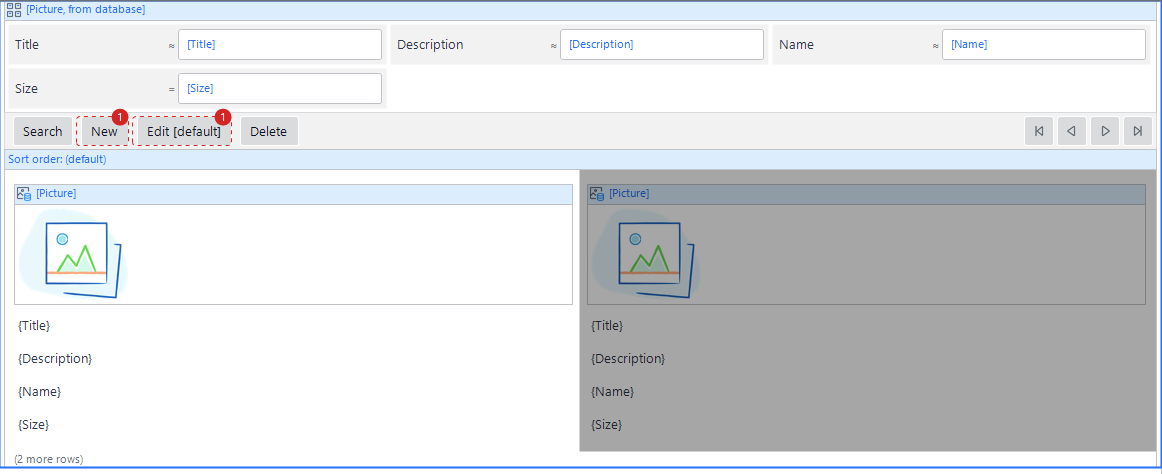 [Picture, from database]
Title ≈ [Title] Description ≈ [Description] Name ≈ [Name]
Size = [Size]
Search New 1 Edit [default] 1 Delete
Sort order: (default)
[Picture] [Picture]
{Title} {Title}
{Description} {Description}
{Name} {Name}
{Size} {Size}
(2 more rows)